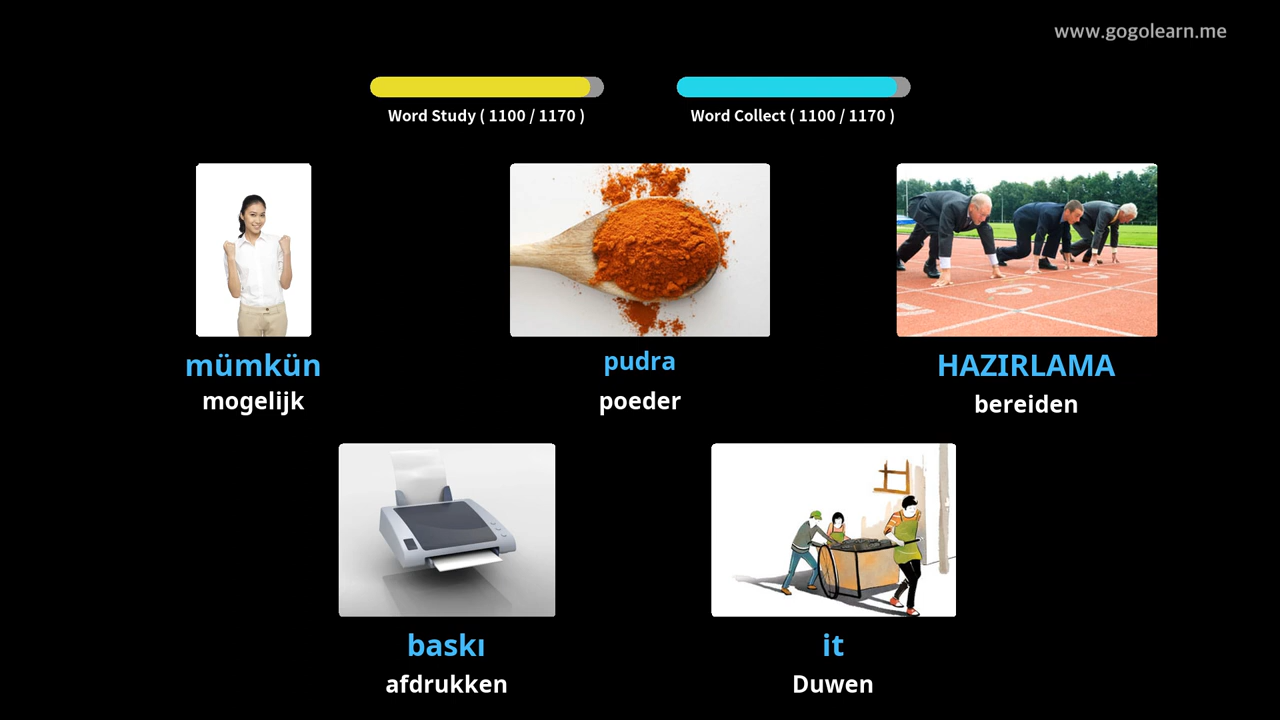 www.gogolearn.me
Word Study ( 1100 / 1170 )
Word Collect ( 1100 / 1170 )
mümkün
mogelijk
pudra
poeder
HAZIRLAMA
bereiden
baskı
afdrukken
it
Duwen